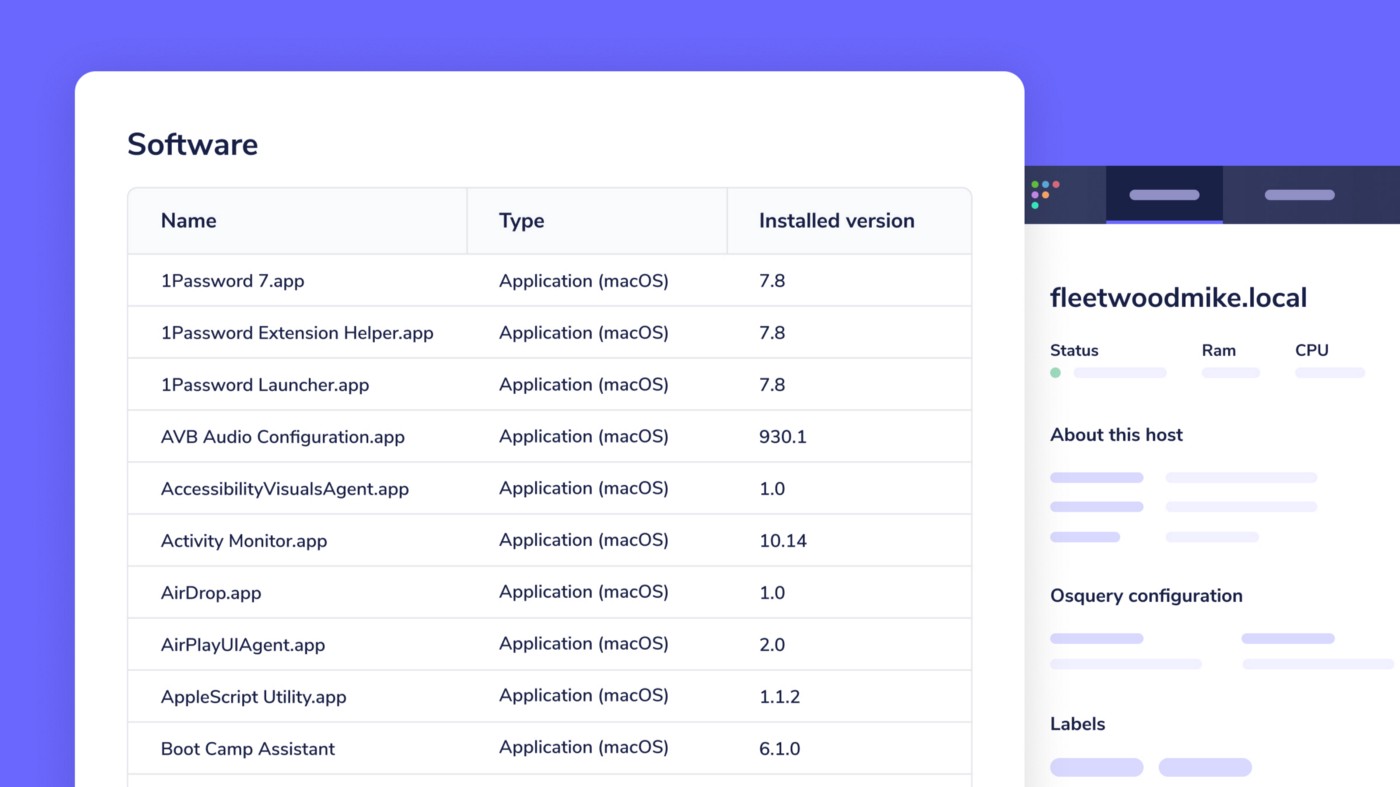 Software
Name Type Installed version
1Password 7.app Application (macOS) 7.8
1Password Extension Helper.app Application (macOS) 7.8
1Password Launcher.app Application (macOS) 7.8
AVB Audio Configuration.app Application (macOS) 930.1
AccessibilityVisualsAgent.app Application (macOS) 1.0
Activity Monitor.app Application (macOS) 10.14
AirDrop.app Application (macOS) 1.0
AirPlayUIAgent.app Application (macOS) 2.0
AppleScript Utility.app Application (macOS) 1.1.2
Boot Camp Assistant Application (macOS) 6.1.0
fleetwoodmike.local
Status Ram CPU
About this host
Osquery configuration
Labels